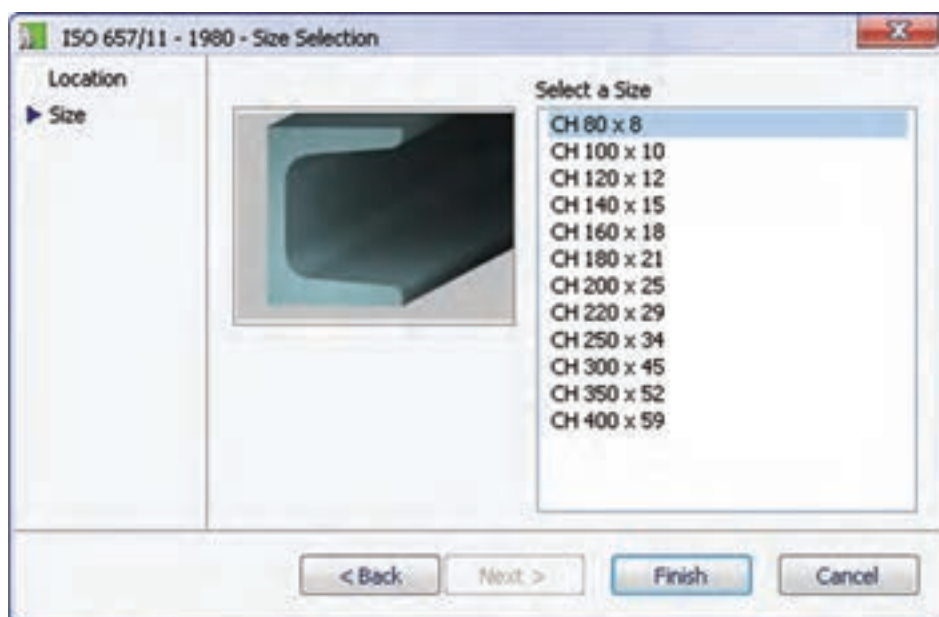 ISO 657/11 - 1980 - Size Selection
Location
Size
Select a Size
CH 80 x 8
CH 100 x 10
CH 120 x 12
CH 140 x 15
CH 160 x 18
CH 180 x 21
CH 200 x 25
CH 220 x 29
CH 250 x 34
CH 300 x 45
CH 350 x 52
CH 400 x 59
< Back Next > Finish Cancel